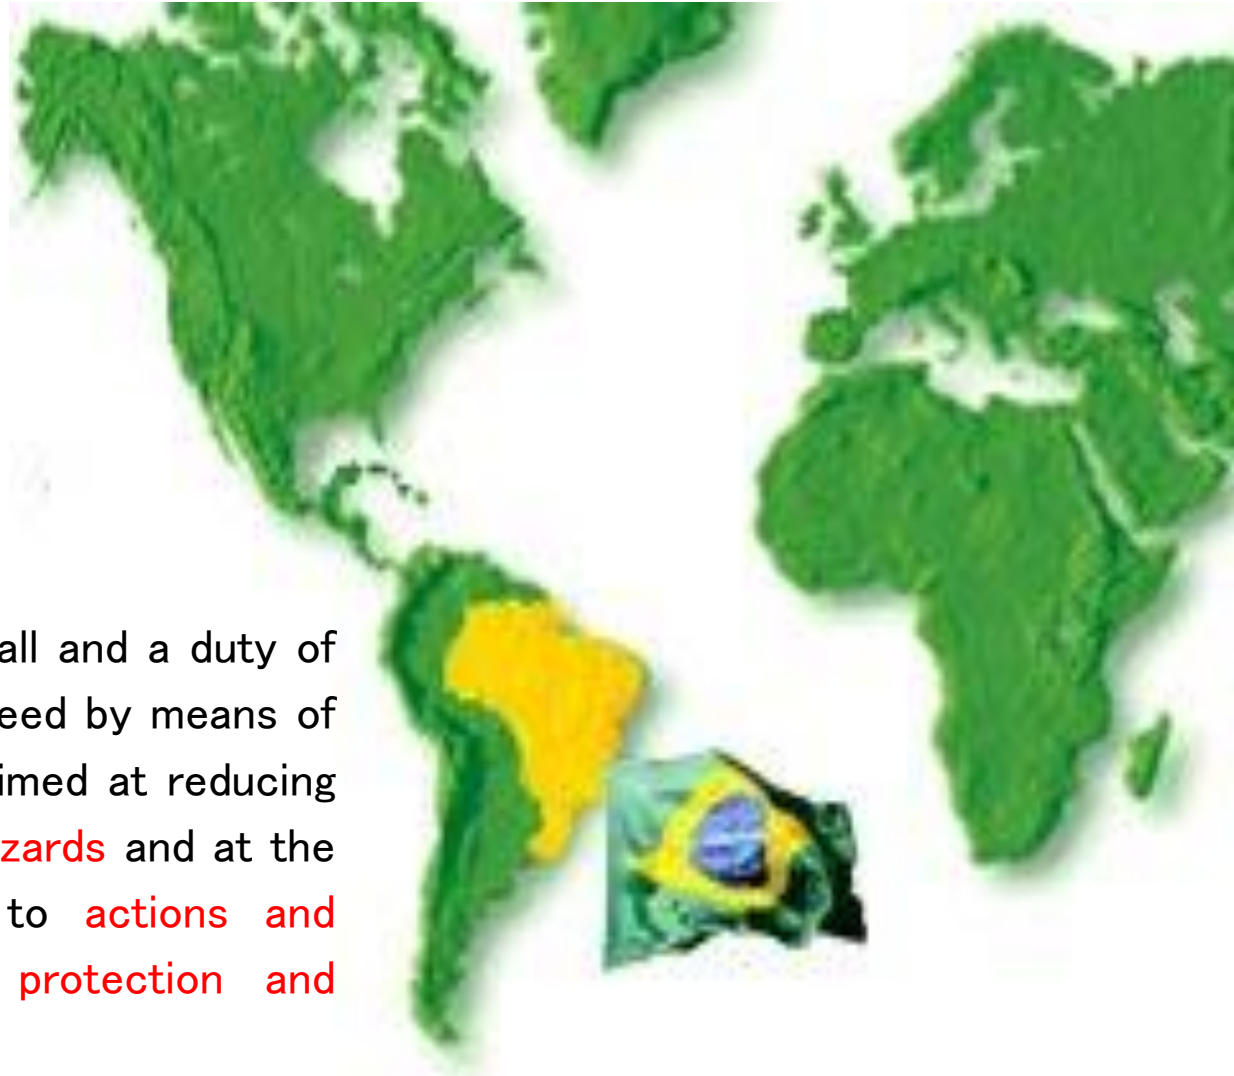 all and a duty of
eed by means of
imed at reducing
zards and at the
to actions and
protection and